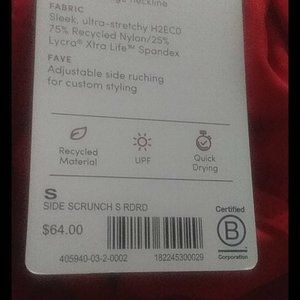 neckline
FABRIC
Sleek, ultra-stretchy H2ECO
75% Recycled Nylon/25%
Lycra® Xtra Life™ Spandex
FAVE
Adjustable side ruching
for custom styling
Recycled
Material
UPF
Quick
Drying
S
SIDE SCRUNCH S RDRD
$64.00
405940-03-2-0002
182245300029
Certified
B
Corporation